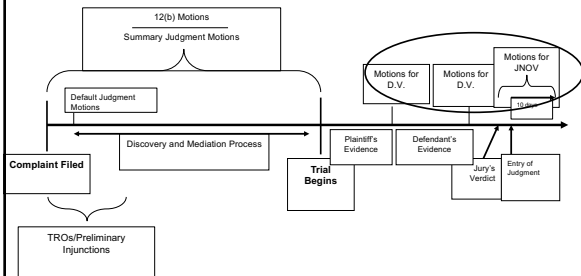 12(b) Motions
Summary Judgment Motions
Motions for
D.V.
Motions for
D.V.
Motions for
JNOV
10 days
Default Judgment
Motions
Discovery and Mediation Process
Complaint Filed
Trial
Begins
Plaintiff's
Evidence
Defendant's
Evidence
Jury's
Verdict
Entry of
Judgment
TROs/Preliminary
Injunctions